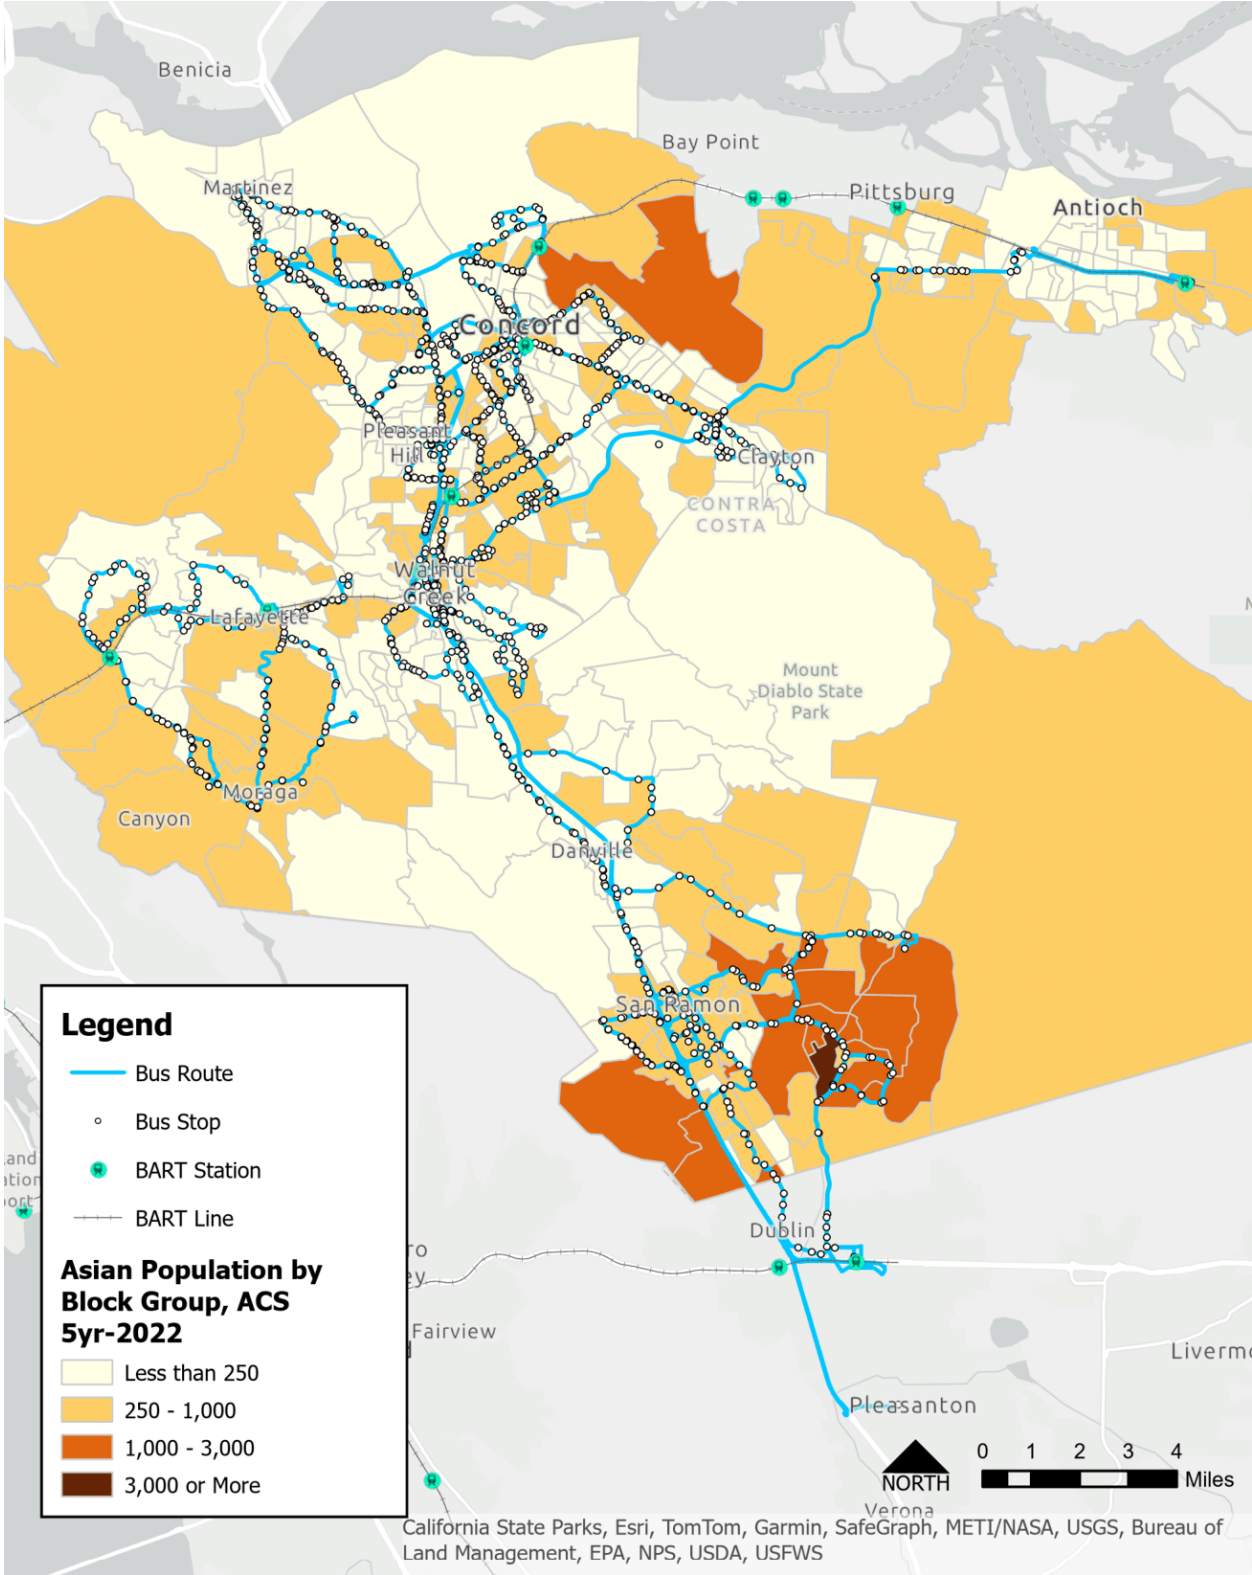 Benicia
Bay Point
Martinez
Pittsburg
Antioch
Concord
Pleasant
Hill
Clayton
CONTRA
COSTA
Walnut
Creek
Lafayette
Mount
Diablo State
Park
Moraga
Canyon
Danville
San Ramon
Legend
Bus Route
Bus Stop
BART Station
BART Line
Asian Population by
Block Group, ACS
5yr-2022
Less than 250
250 - 1,000
1,000 - 3,000
3,000 or More
Dublin
Fairview
Livermo
Pleasanton
NORTH
0 1 2 3 4
Miles
Verona
California State Parks, Esri, TomTom, Garmin, SafeGraph, METI/NASA, USGS, Bureau of
Land Management, EPA, NPS, USDA, USFWS